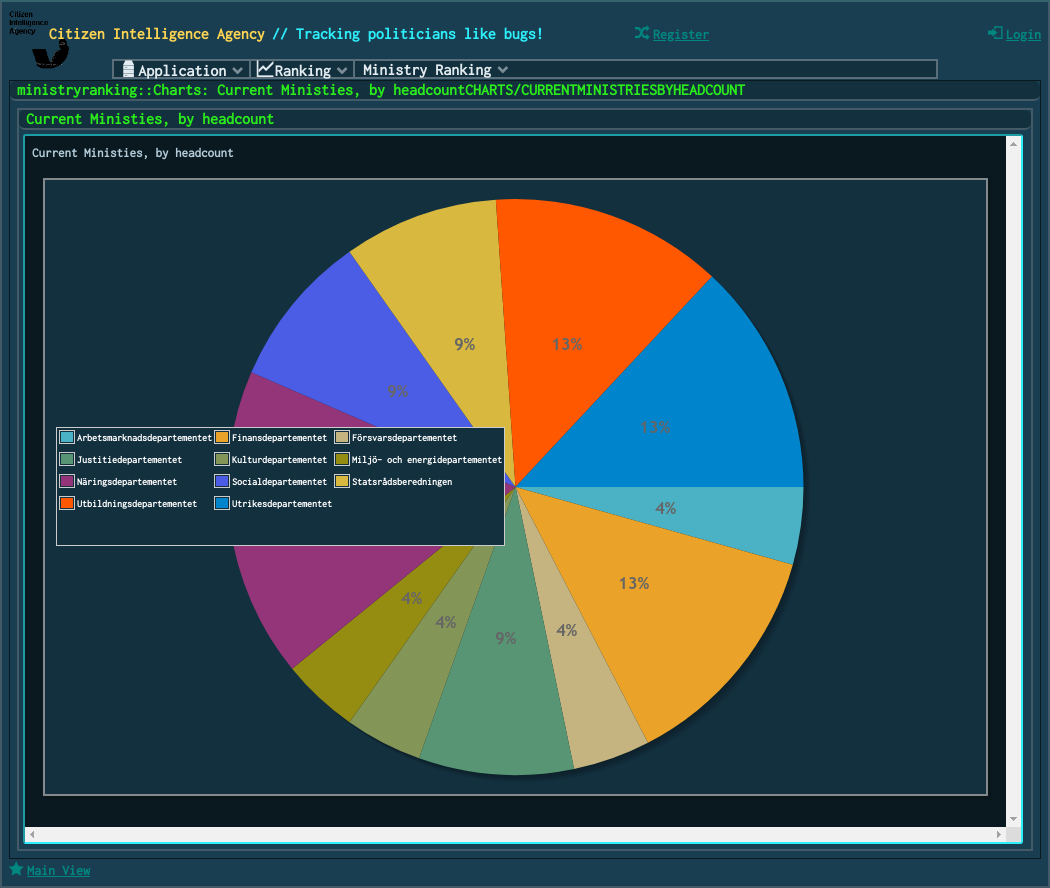 Citizen
Intelligence
Agency
Citizen Intelligence Agency // Tracking politicians like bugs!
Register
Login
Application
Ranking
Ministry Ranking
ministryranking::Charts: Current Ministies, by headcountCHARTS/CURRENTMINISTRIESBYHEADCOUNT
Current Ministies, by headcount
Current Ministies, by headcount
9%
13%
9%
13%
Arbetsmarknadsdepartementet
Finansdepartementet
Försvarsdepartementet
Justitiedepartementet
Kulturdepartementet
Miljö- och energidepartementet
Näringsdepartementet
Socialdepartementet
Statsrådsberedningen
Utbildningsdepartementet
Utrikesdepartementet
4%
13%
4%
4%
4%
9%
Main View